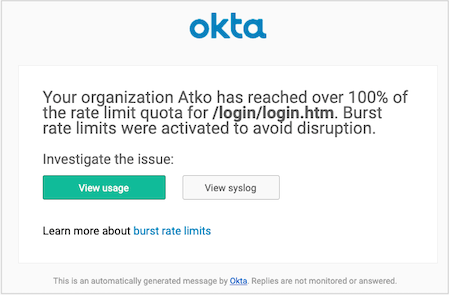 okta
Your organization Atko has reached over 100% of
the rate limit quota for /login/login.htm. Burst
rate limits were activated to avoid disruption.
Investigate the issue:
View usage
View syslog
Learn more about burst rate limits
This is an automatically generated message by Okta. Replies are not monitored or answered.